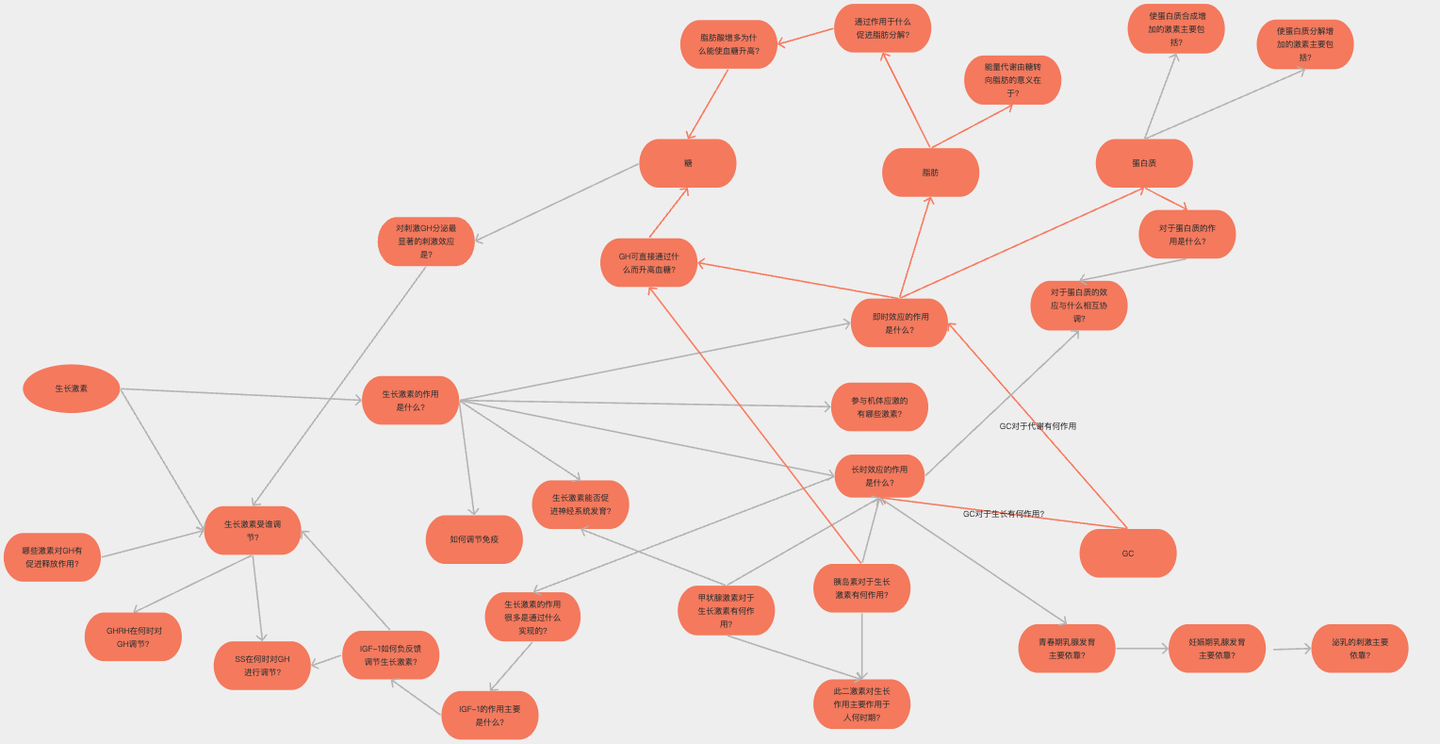 使蛋白质合成增
加的激素主要包
括?
通过作用于什么
促进脂肪分解?
使蛋白质分解增
加的激素主要包
括?
脂肪酸增多为什
么能使血糖升高?
能量代谢由糖转
向脂肪的意义在
于?
糖
脂肪
蛋白质
对刺激GH分泌最
显著的刺激效应
是?
对于蛋白质的作
用是什么?
GH可直接通过什
么而升高血糖?
对于蛋白质的效
应与什么相互协
调?
即时效应的作用
是什么?
生长激素
生长激素的作用
是什么?
参与机体应激的
有哪些激素?
GC对于代谢有何作用
长时效应的作用
是什么?
生长激素能否促
进神经系统发育?
GC对于生长有何作用?
生长激素受谁调
节?
如何调节免疫
哪些激素对GH有
促进释放作用?
GC
胰岛素对于生长
激素有何作用?
生长激素的作用
很多是通过什么
实现的?
甲状腺激素对于
生长激素有何作
用?
GHRH在何时对
GH调节?
SS在何时对GH
进行调节?
IGF-1如何负反馈
调节生长激素?
青春期乳腺发育
主要依靠?
妊娠期乳腺发育
主要依靠?
泌乳的刺激主要
依靠?
IGF-1的作用主要
是什么?
此二激素对生长
作用主要作用于
人何时期?